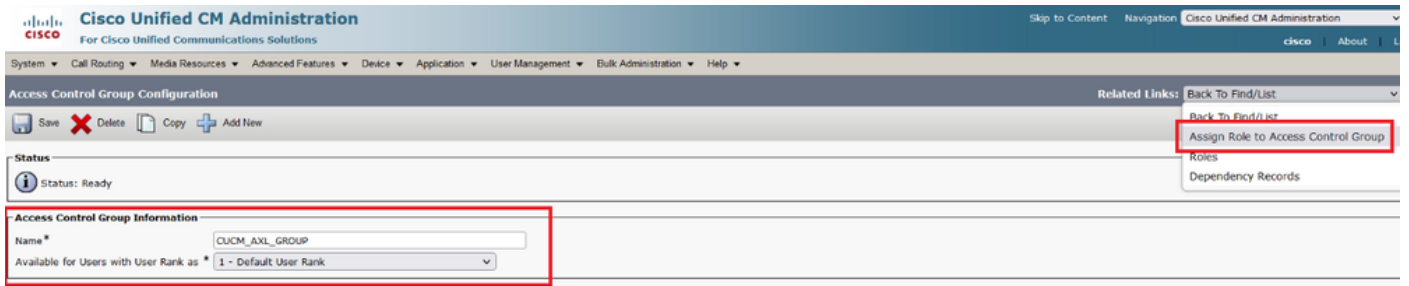 Cisco Unified CM Administration
Skip to Content Navigation Cisco Unified CM Administration
CISCO
For Cisco Unified Communications Solutions
cisco About L
System Call Routing Media Resources Advanced Features Device Application User Management Bulk Administration Help
Access Control Group Configuration
Related Links: Back To Find/List
Save Delete Copy Add New
Back To Find/List
Assign Role to Access Control Group
Roles
Dependency Records
Status
Status: Ready
Access Control Group Information
Name* CUCM_AXL_GROUP
Available for Users with User Rank as * 1 - Default User Rank